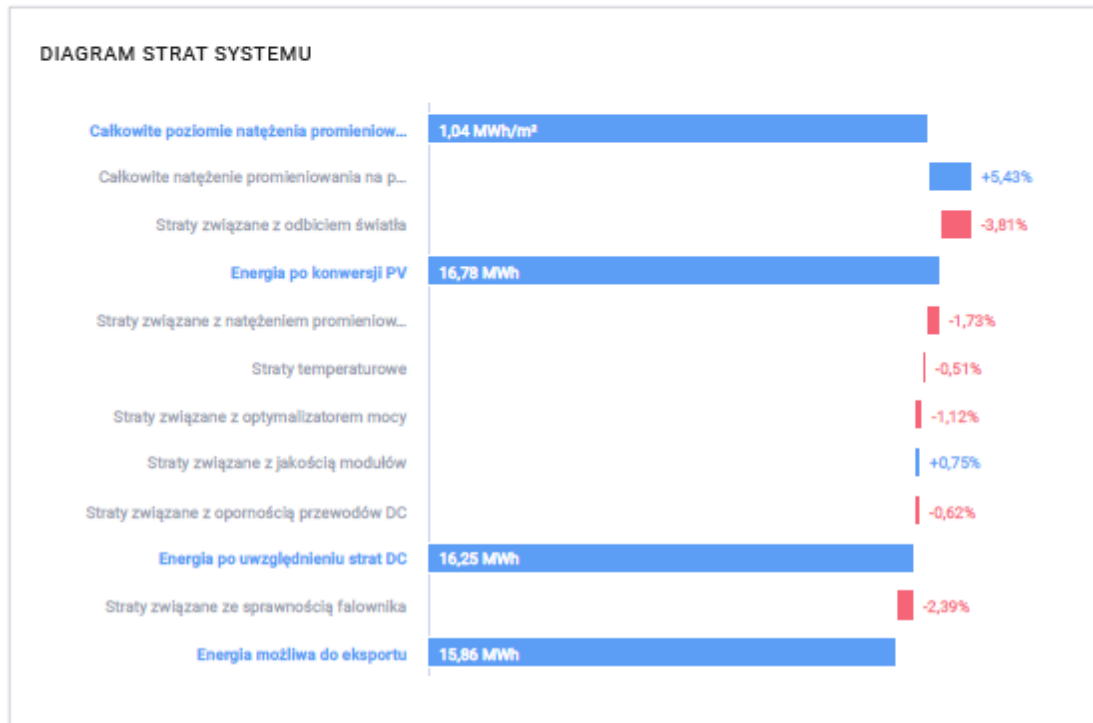 DIAGRAM STRAT SYSTEMU
Całkowite poziomie natężenia promieniow... 1,04 MWh/m²
Całkowite natężenie promieniowania na p... +5,43%
Straty związane z odbiciem światła -3,81%
Energia po konwersji PV 16,78 MWh
Straty związane z natężeniem promieniow... -1,73%
Straty temperaturowe -0,51%
Straty związane z optymalizatorem mocy -1,12%
Straty związane z jakością modułów +0,75%
Straty związane z opornością przewodów DC -0,62%
Energia po uwzględnieniu strat DC 16,25 MWh
Straty związane ze sprawnością falownika -2,39%
Energia możliwa do eksportu 15,86 MWh